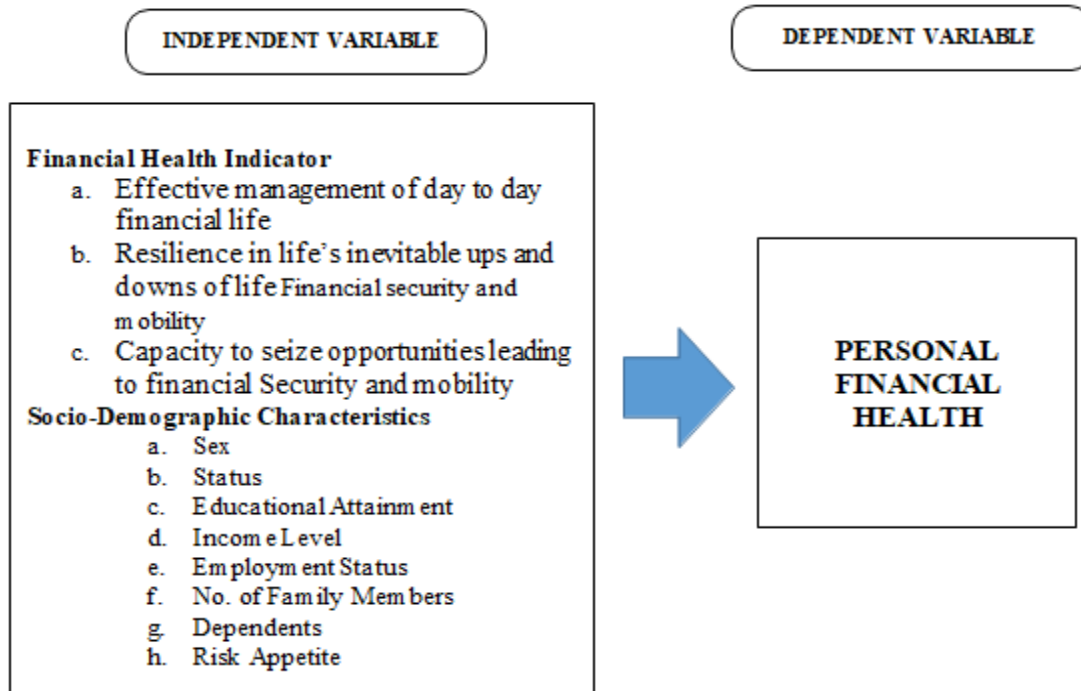 INDEPENDENT VARIABLE
DEPENDENT VARIABLE
Financial Health Indicator
a. Effective management of day to day
financial life
b. Resilience in life's inevitable ups and
downs of life Financial security and
mobility
c. Capacity to seize opportunities leading
to financial Security and mobility
Socio-Demographic Characteristics
a. Sex
b. Status
c. Educational Attainment
d. Income Level
e. Employment Status
f. No. of Family Members
g. Dependents
h. Risk Appetite
PERSONAL
FINANCIAL
HEALTH